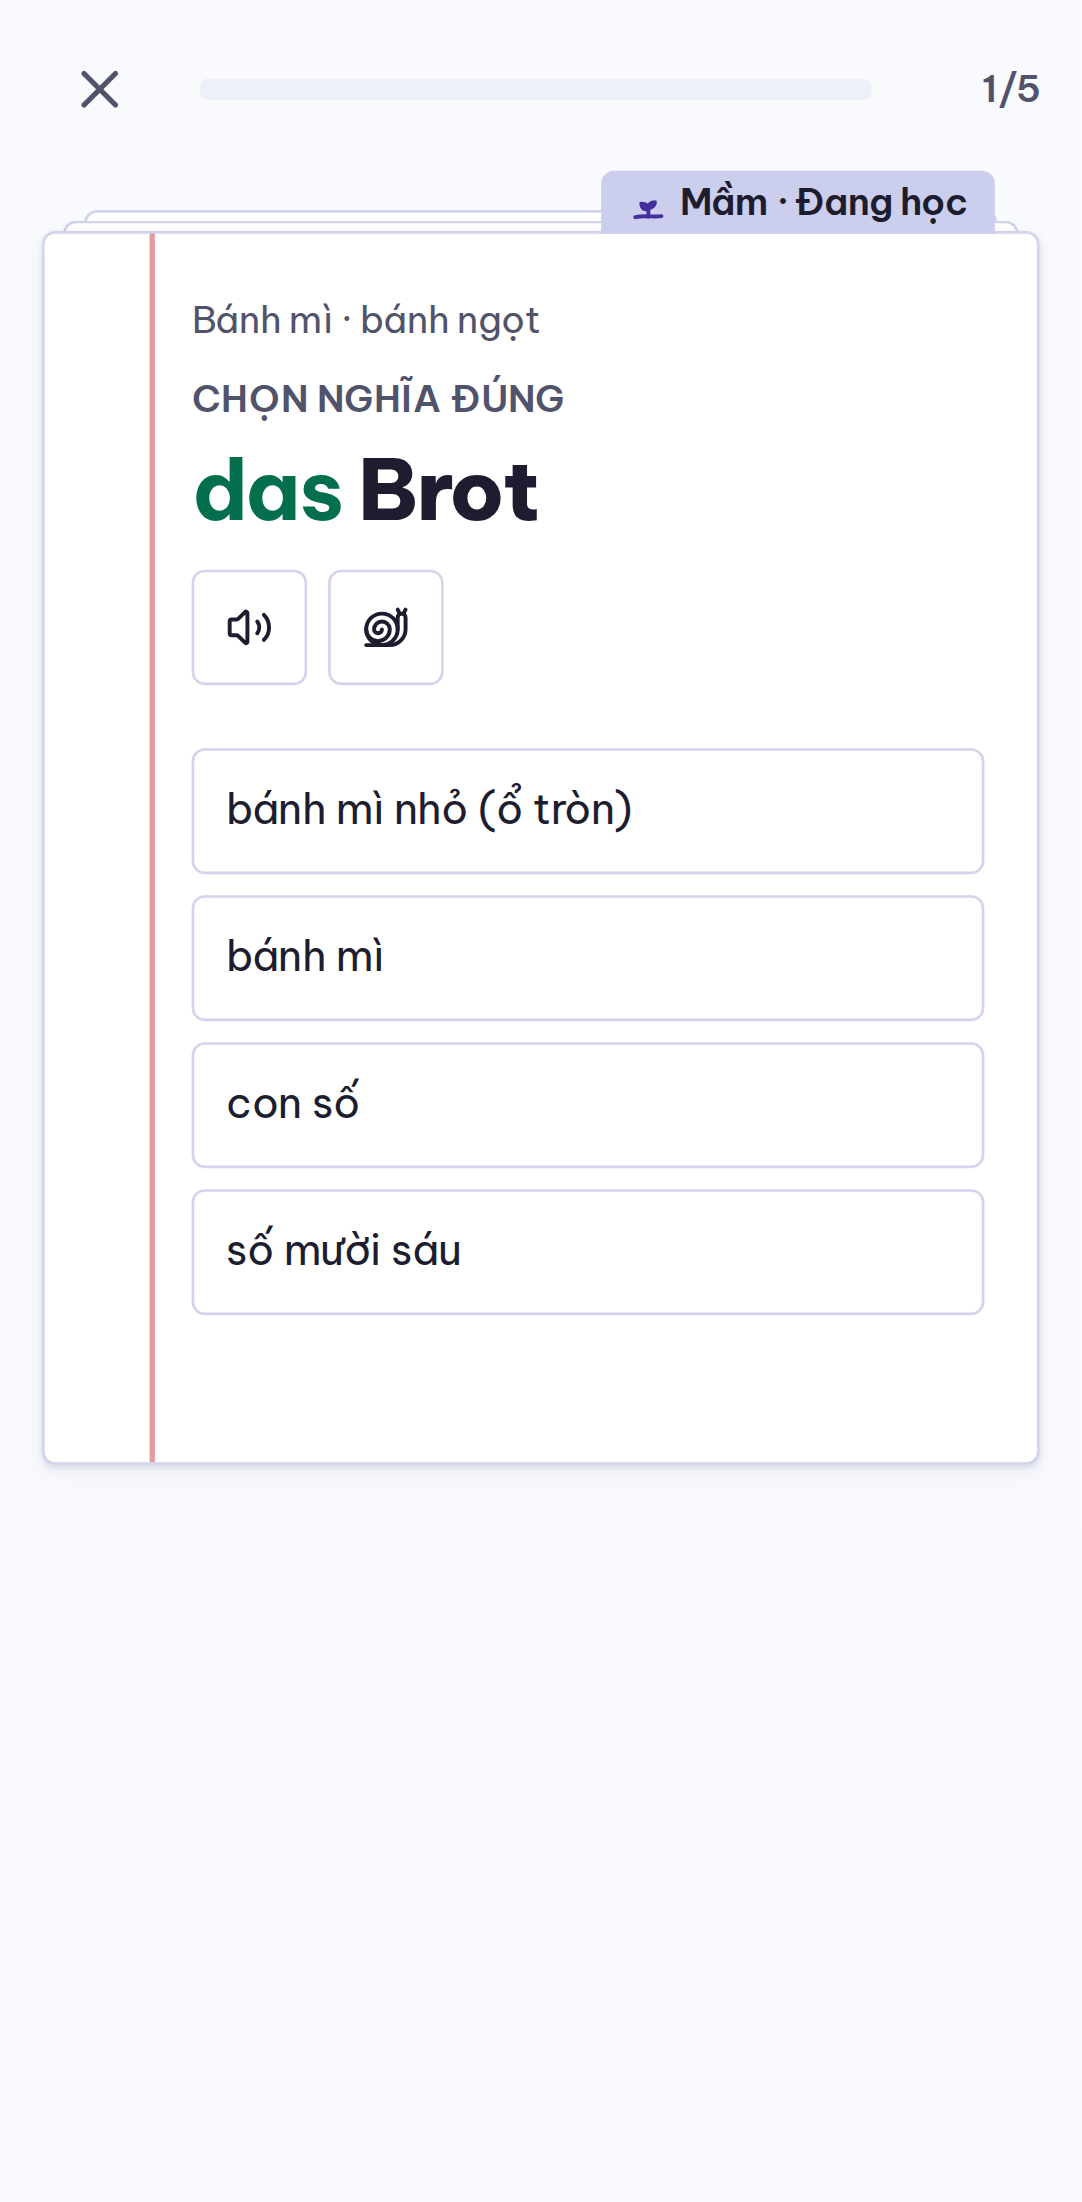 1/5
Mầm · Đang học
Bánh mì · bánh ngọt
CHỌN NGHĨA ĐÚNG
das Brot
bánh mì nhỏ (ổ tròn)
bánh mì
con số
số mười sáu